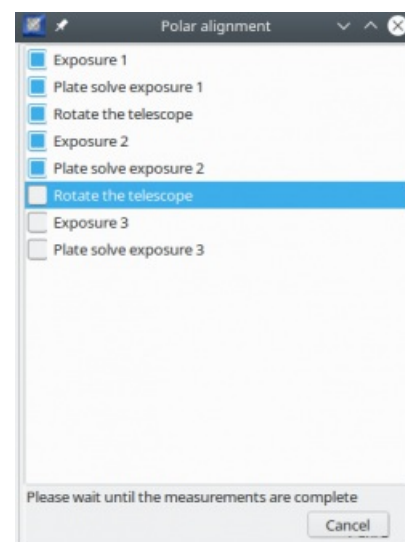 Polar alignment
Exposure 1
Plate solve exposure 1
Rotate the telescope
Exposure 2
Plate solve exposure 2
Rotate the telescope
Exposure 3
Plate solve exposure 3
Please wait until the measurements are complete
Cancel